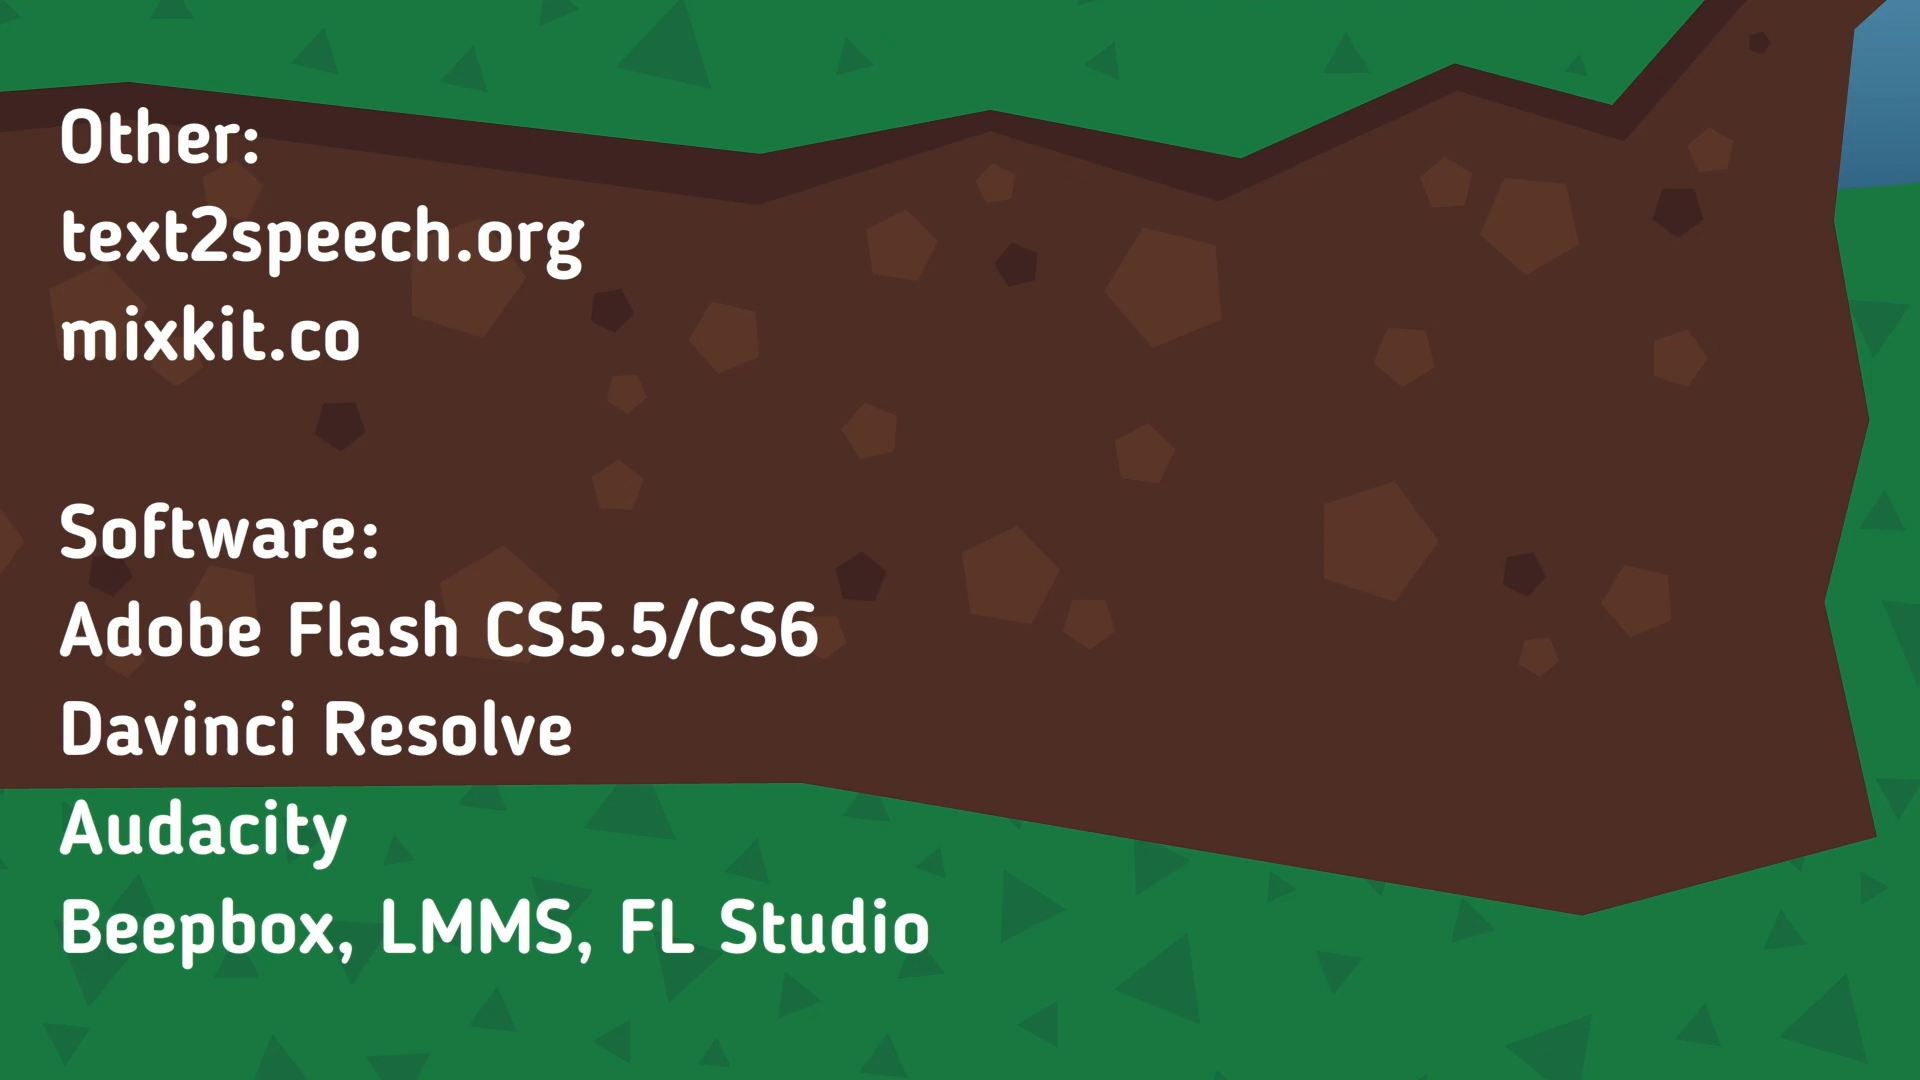 Other:
text2speech.org
mixkit.co
Software:
Adobe Flash CS5.5/CS6
Davinci Resolve
Audacity
Beepbox, LMMS, FL Studio